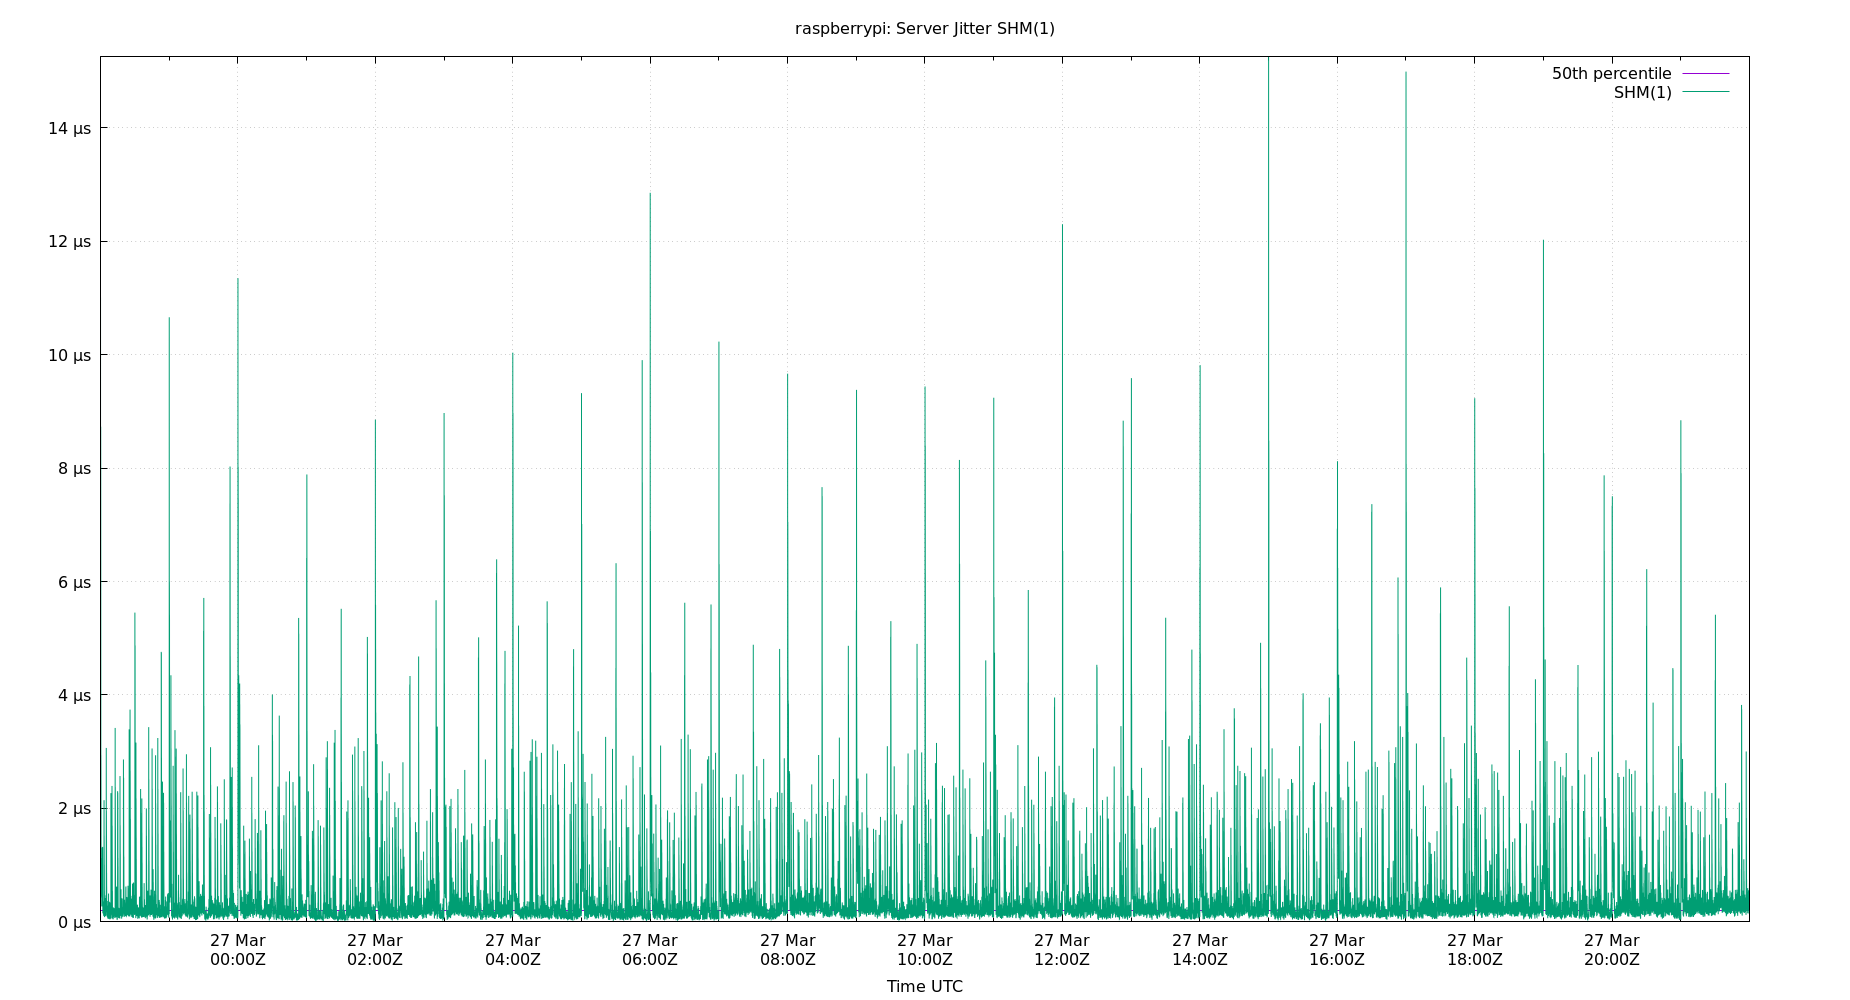 raspberrypi: Server Jitter SHM(1)
50th percentile
SHM(1)
14 µs
12 µs
10 µs
8 µs
6 µs
4 µs
2 µs
0 µs
27 Mar 27 Mar 27 Mar 27 Mar 27 Mar 27 Mar 27 Mar 27 Mar 27 Mar 27 Mar 27 Mar
00:00Z 02:00Z 04:00Z 06:00Z 08:00Z 10:00Z 12:00Z 14:00Z 16:00Z 18:00Z 20:00Z
Time UTC